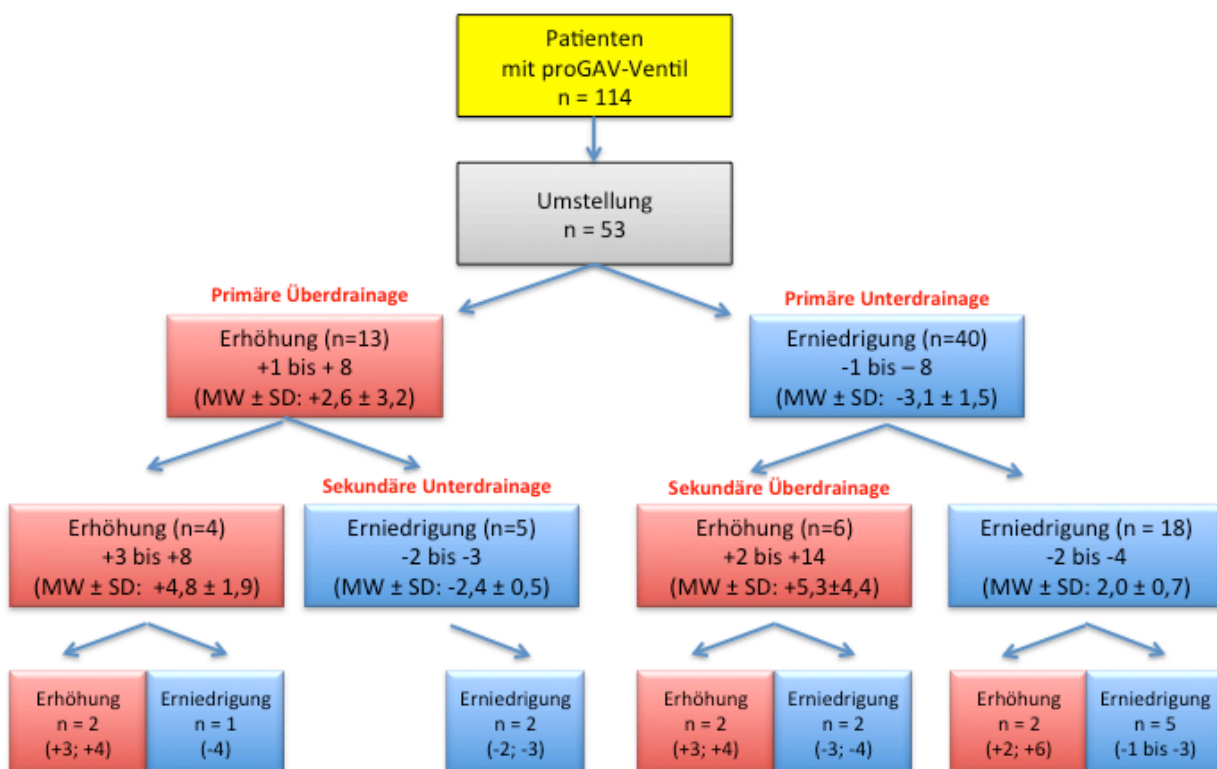 Patienten
mit proGAV-Ventil
n = 114
Umstellung
n = 53
Primäre Überdrainage
Erhöhung (n=13)
+1 bis + 8
(MW ± SD: +2,6 ± 3,2)
Primäre Unterdrainage
Erniedrigung (n=40)
-1 bis – 8
(MW ± SD: -3,1 ± 1,5)
Erhöhung (n=4)
+3 bis +8
(MW ± SD: +4,8 ± 1,9)
Sekundäre Unterdrainage
Erniedrigung (n=5)
-2 bis -3
(MW ± SD: -2,4 ± 0,5)
Sekundäre Überdrainage
Erhöhung (n=6)
+2 bis +14
(MW ± SD: +5,3±4,4)
Erniedrigung (n = 18)
-2 bis -4
(MW ± SD: 2,0 ± 0,7)
Erhöhung
n = 2
(+3; +4)
Erniedrigung
n = 1
(-4)
Erniedrigung
n = 2
(-2; -3)
Erhöhung
n = 2
(+3; +4)
Erniedrigung
n = 2
(-3; -4)
Erhöhung
n = 2
(+2; +6)
Erniedrigung
n = 5
(-1 bis -3)